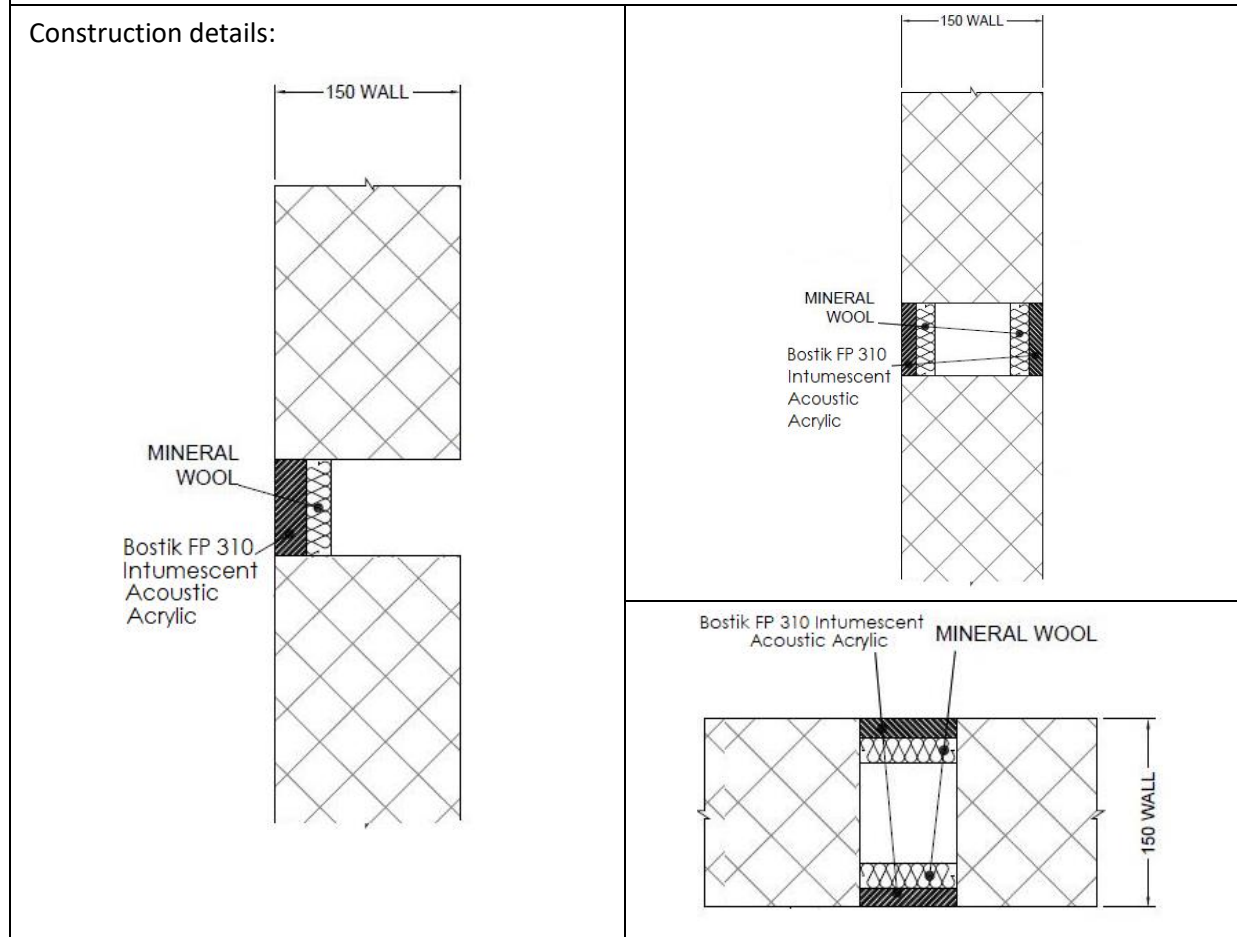 Construction details:
150 WALL
MINERAL
WOOL
Bostik FP 310
Intumescent
Acoustic
Acrylic
150 WALL
MINERAL
WOOL
Bostik FP 310
Intumescent
Acoustic
Acrylic
Bostik FP 310 Intumescent
Acoustic Acrylic
MINERAL WOOL
150 WALL